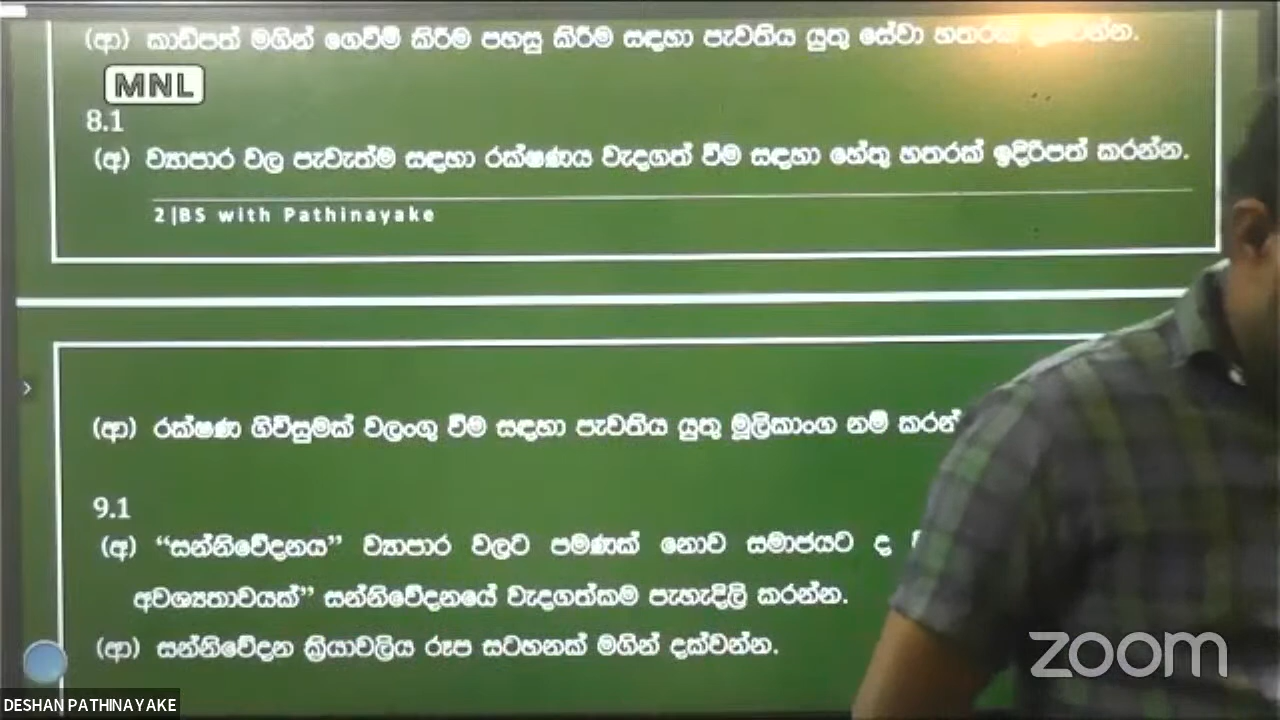 (ආ) කාඩ්පත් මගින් ගෙවීම් කිරීම පහසු කිරීම සඳහා පැවතිය යුතු සේවා හතරක් දක්වන්න.
MNL
8.1
(අ) ව්‍යාපාර වල පැවැත්ම සඳහා රක්ෂණය වැදගත් වීම සඳහා හේතු හතරක් ඉදිරිපත් කරන්න.
2|BS with Pathinayake
(ආ) රක්ෂණ ගිවිසුමක් වලංගු වීම සඳහා පැවතිය යුතු මූලිකාංග නම්
9.1
(අ) “සන්නිවේදනය” ව්‍යාපාර වලට පමණක් නොව සමාජයට ද
අවශ්‍යතාවයක්” සන්නිවේදනයේ වැදගත්කම පැහැදිලි කරන්න.
(ආ) සන්නිවේදන ක්‍රියාවලිය රූප සටහනක් මගින් දක්වන්න.
zoom
DESHAN PATHINAYAKE